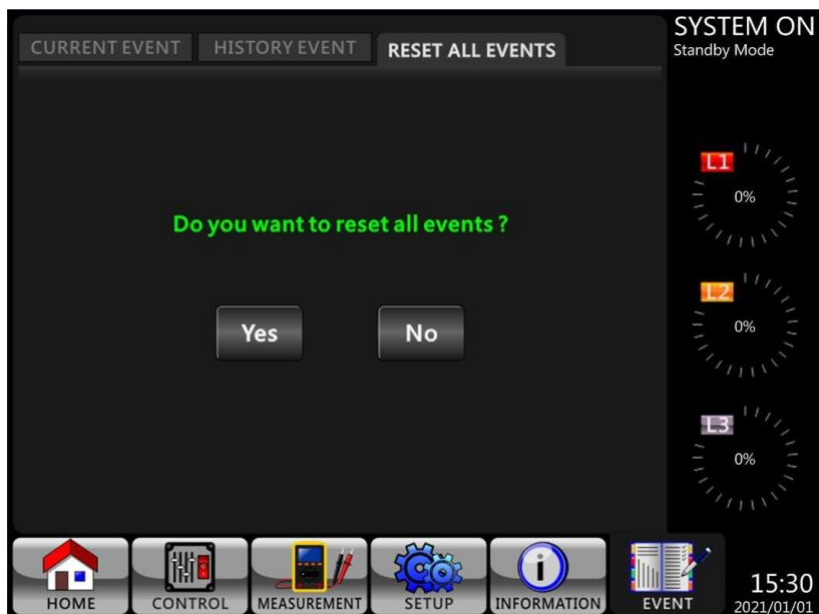 CURRENT EVENT
HISTORY EVENT
RESET ALL EVENTS
SYSTEM ON
Standby Mode
Do you want to reset all events ?
Yes
No
L1
0%
L2
0%
L3
0%
HOME
CONTROL
MEASUREMENT
SETUP
INFORMATION
EVENT
15:30
2021/01/01